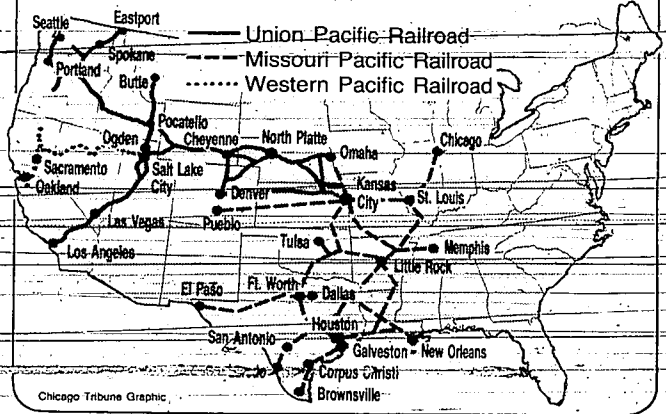 Seattle
Eastport
Union Pacific Railroad
Spokane
Portland
Missouri Pacific Railroad
Butte
Western Pacific Railroad
Pocatello
Ogden
Cheyenne
North Platte
Omaha
Chicago
Sacramento
Salt Lake
City
Oakland
Denver
Kansas
City
St. Louis
Pueblo
Las Vegas
Tulsa
Memphis
Los Angeles
Little Rock
El Paso
Ft. Worth
Dallas
Houston
San Antonio
Galveston
New Orleans
Corpus Christi
Brownsville
Chicago Tribune Graphic